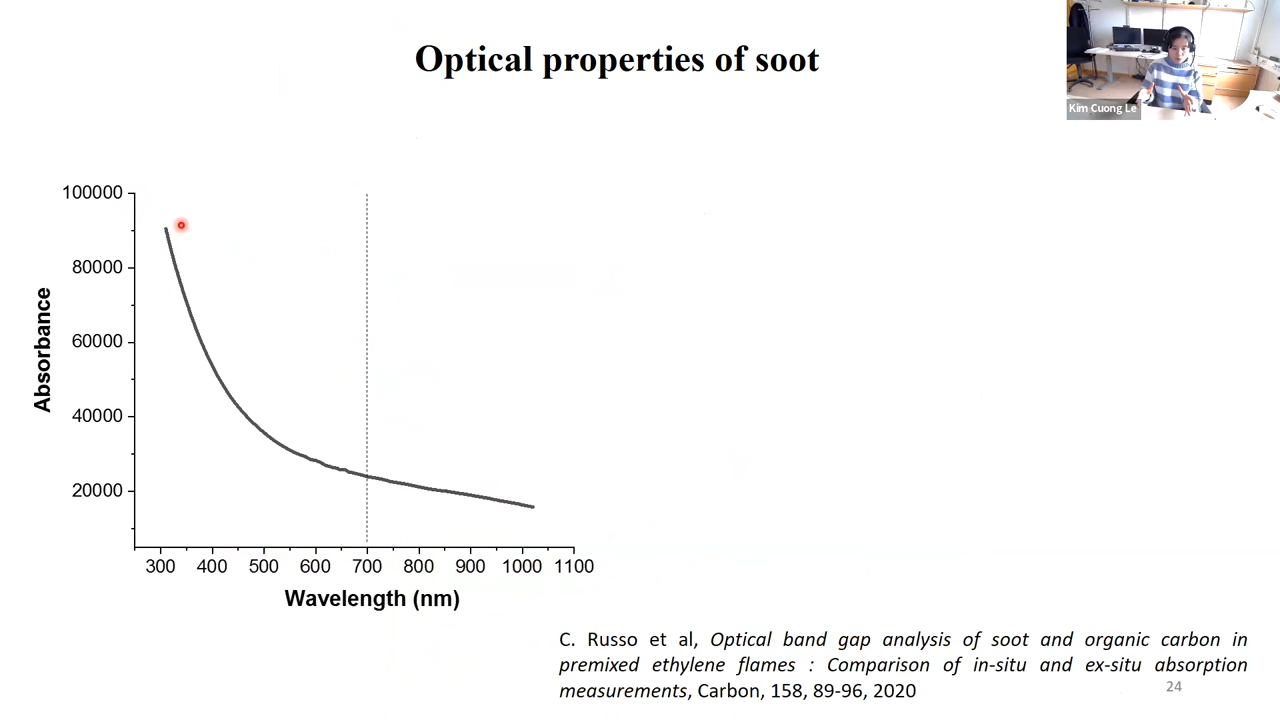 Optical properties of soot
Kim Cuong Le
100000
80000
60000
40000
20000
Absorbance
300 400 500 600 700 800 900 1000 1100
Wavelength (nm)
C. Russo et al, Optical band gap analysis of soot and organic carbon in
premixed ethylene flames : Comparison of in-situ and ex-situ absorption
measurements, Carbon, 158, 89-96, 2020
24